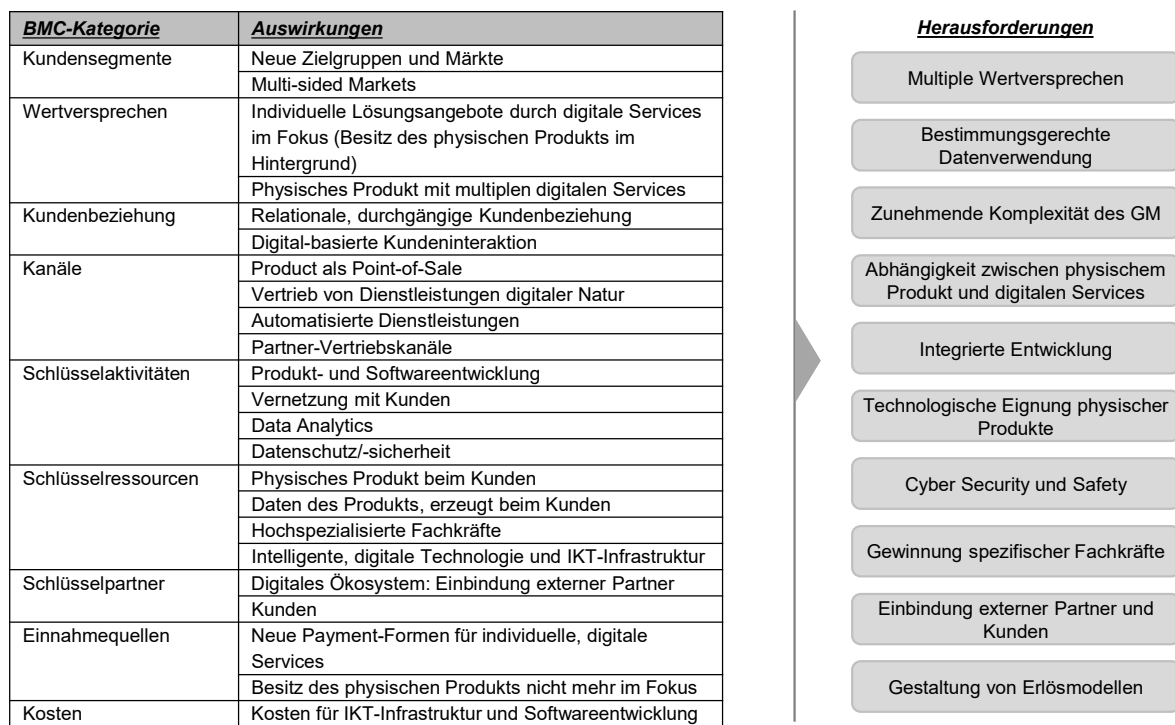 BMC-Kategorie
Auswirkungen
Kundensegmente
Neue Zielgruppen und Märkte
Multi-sided Markets
Wertversprechen
Individuelle Lösungsangebote durch digitale Services
im Fokus (Besitz des physischen Produkts im
Hintergrund)
Physisches Produkt mit multiplen digitalen Services
Kundenbeziehung
Relationale, durchgängige Kundenbeziehung
Digital-basierte Kundeninteraktion
Kanäle
Product als Point-of-Sale
Vertrieb von Dienstleistungen digitaler Natur
Automatisierte Dienstleistungen
Partner-Vertriebskanäle
Schlüsselaktivitäten
Produkt- und Softwareentwicklung
Vernetzung mit Kunden
Data Analytics
Datenschutz/-sicherheit
Schlüsselressourcen
Physisches Produkt beim Kunden
Daten des Produkts, erzeugt beim Kunden
Hochspezialisierte Fachkräfte
Intelligente, digitale Technologie und IKT-Infrastruktur
Schlüsselpartner
Digitales Ökosystem: Einbindung externer Partner
Kunden
Einnahmequellen
Neue Payment-Formen für individuelle, digitale
Services
Besitz des physischen Produkts nicht mehr im Fokus
Kosten
Kosten für IKT-Infrastruktur und Softwareentwicklung
Herausforderungen
Multiple Wertversprechen
Bestimmungsgerechte
Datenverwendung
Zunehmende Komplexität des GM
Abhängigkeit zwischen physischem
Produkt und digitalen Services
Integrierte Entwicklung
Technologische Eignung physischer
Produkte
Cyber Security und Safety
Gewinnung spezifischer Fachkräfte
Einbindung externer Partner und
Kunden
Gestaltung von Erlösmodellen